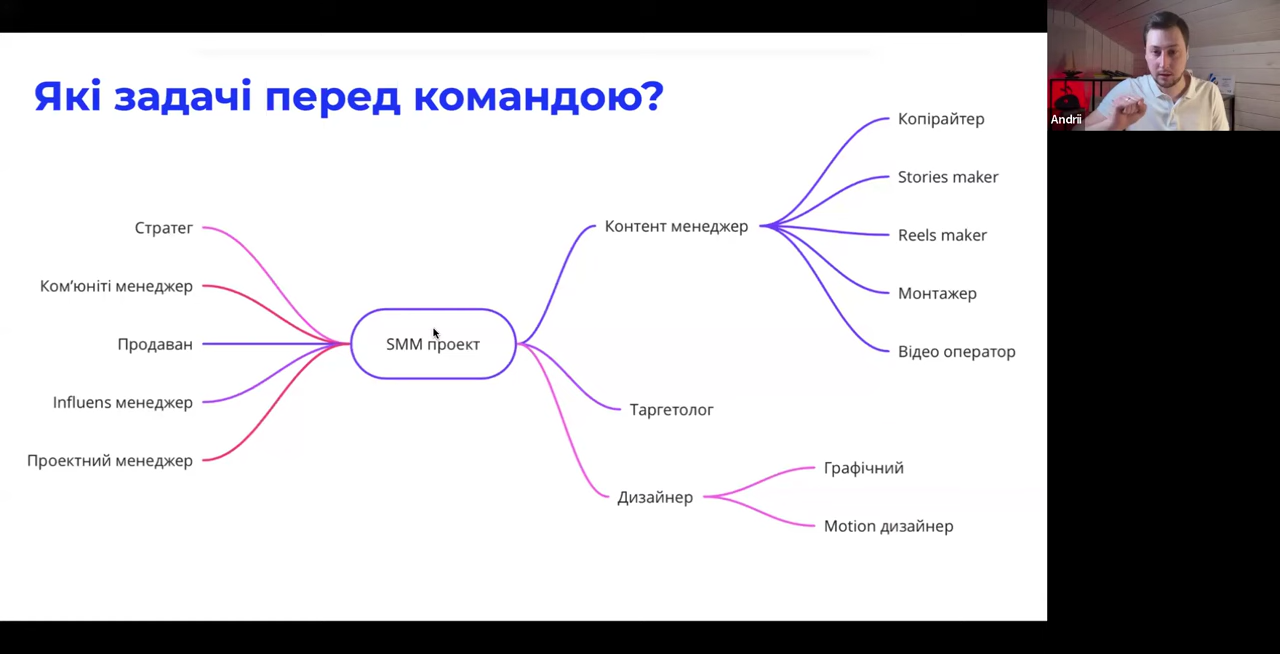 Які задачі перед командою?
Andrii
Стратег
Ком’юніті менеджер
Продаван
Influens менеджер
Проектний менеджер
SMM проект
Контент менеджер
Копірайтер
Stories maker
Reels maker
Монтажер
Відео оператор
Таргетолог
Дизайнер
Графічний
Motion дизайнер